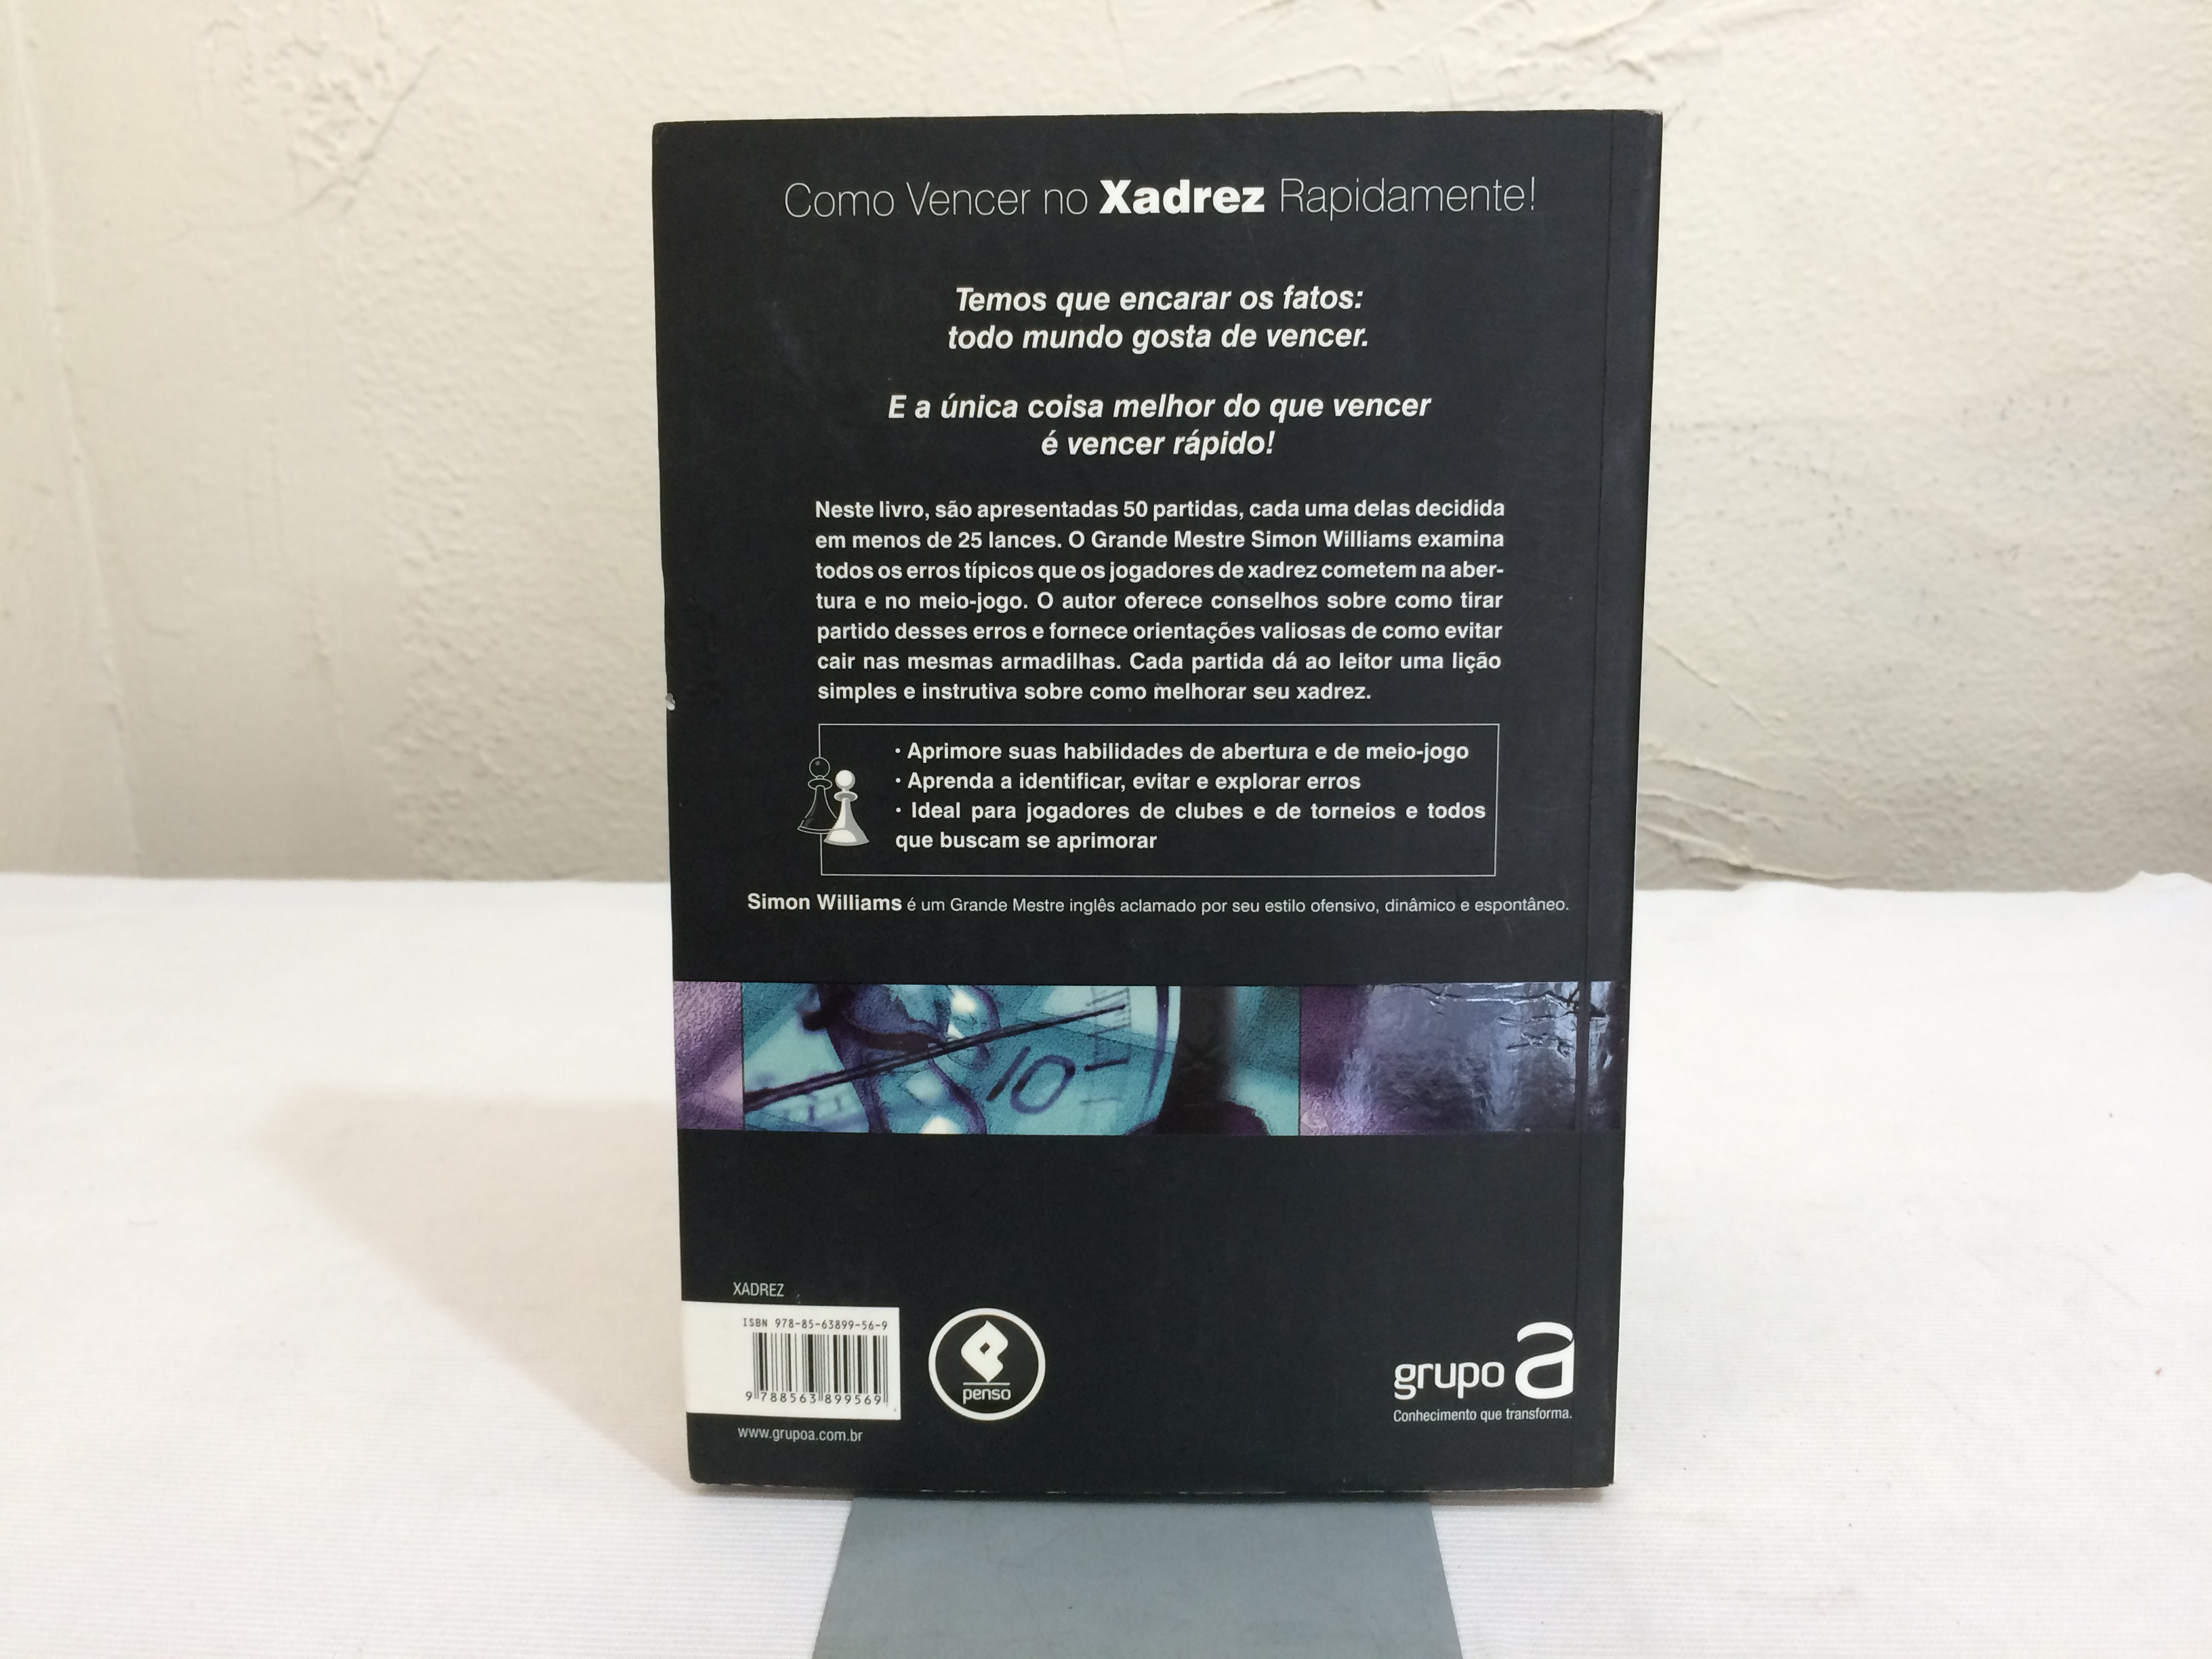 Como Vencer no Xadrez Rapidamente!
Temos que encarar os fatos:
todo mundo gosta de vencer.
E a única coisa melhor do que vencer
é vencer rápido!
Neste livro, são apresentadas 50 partidas, cada uma delas decidida
em menos de 25 lances. O Grande Mestre Simon Williams examina
todos os erros típicos que os jogadores de xadrez cometem na aber-
tura e no meio-jogo. O autor oferece conselhos sobre como tirar
partido desses erros e fornece orientações valiosas de como evitar
cair nas mesmas armadilhas. Cada partida dá ao leitor uma lição
simples e instrutiva sobre como melhorar seu xadrez.
• Aprimore suas habilidades de abertura e de meio-jogo
• Aprenda a identificar, evitar e explorar erros
• Ideal para jogadores de clubes e de torneios e todos
que buscam se aprimorar
Simon Williams é um Grande Mestre inglês aclamado por seu estilo ofensivo, dinâmico e espontâneo.
10
XADREZ
ISBN 978-85-63899-56-9
9 788563 899569
www.grupoa.com.br
penso
grupo a
Conhecimento que transforma.